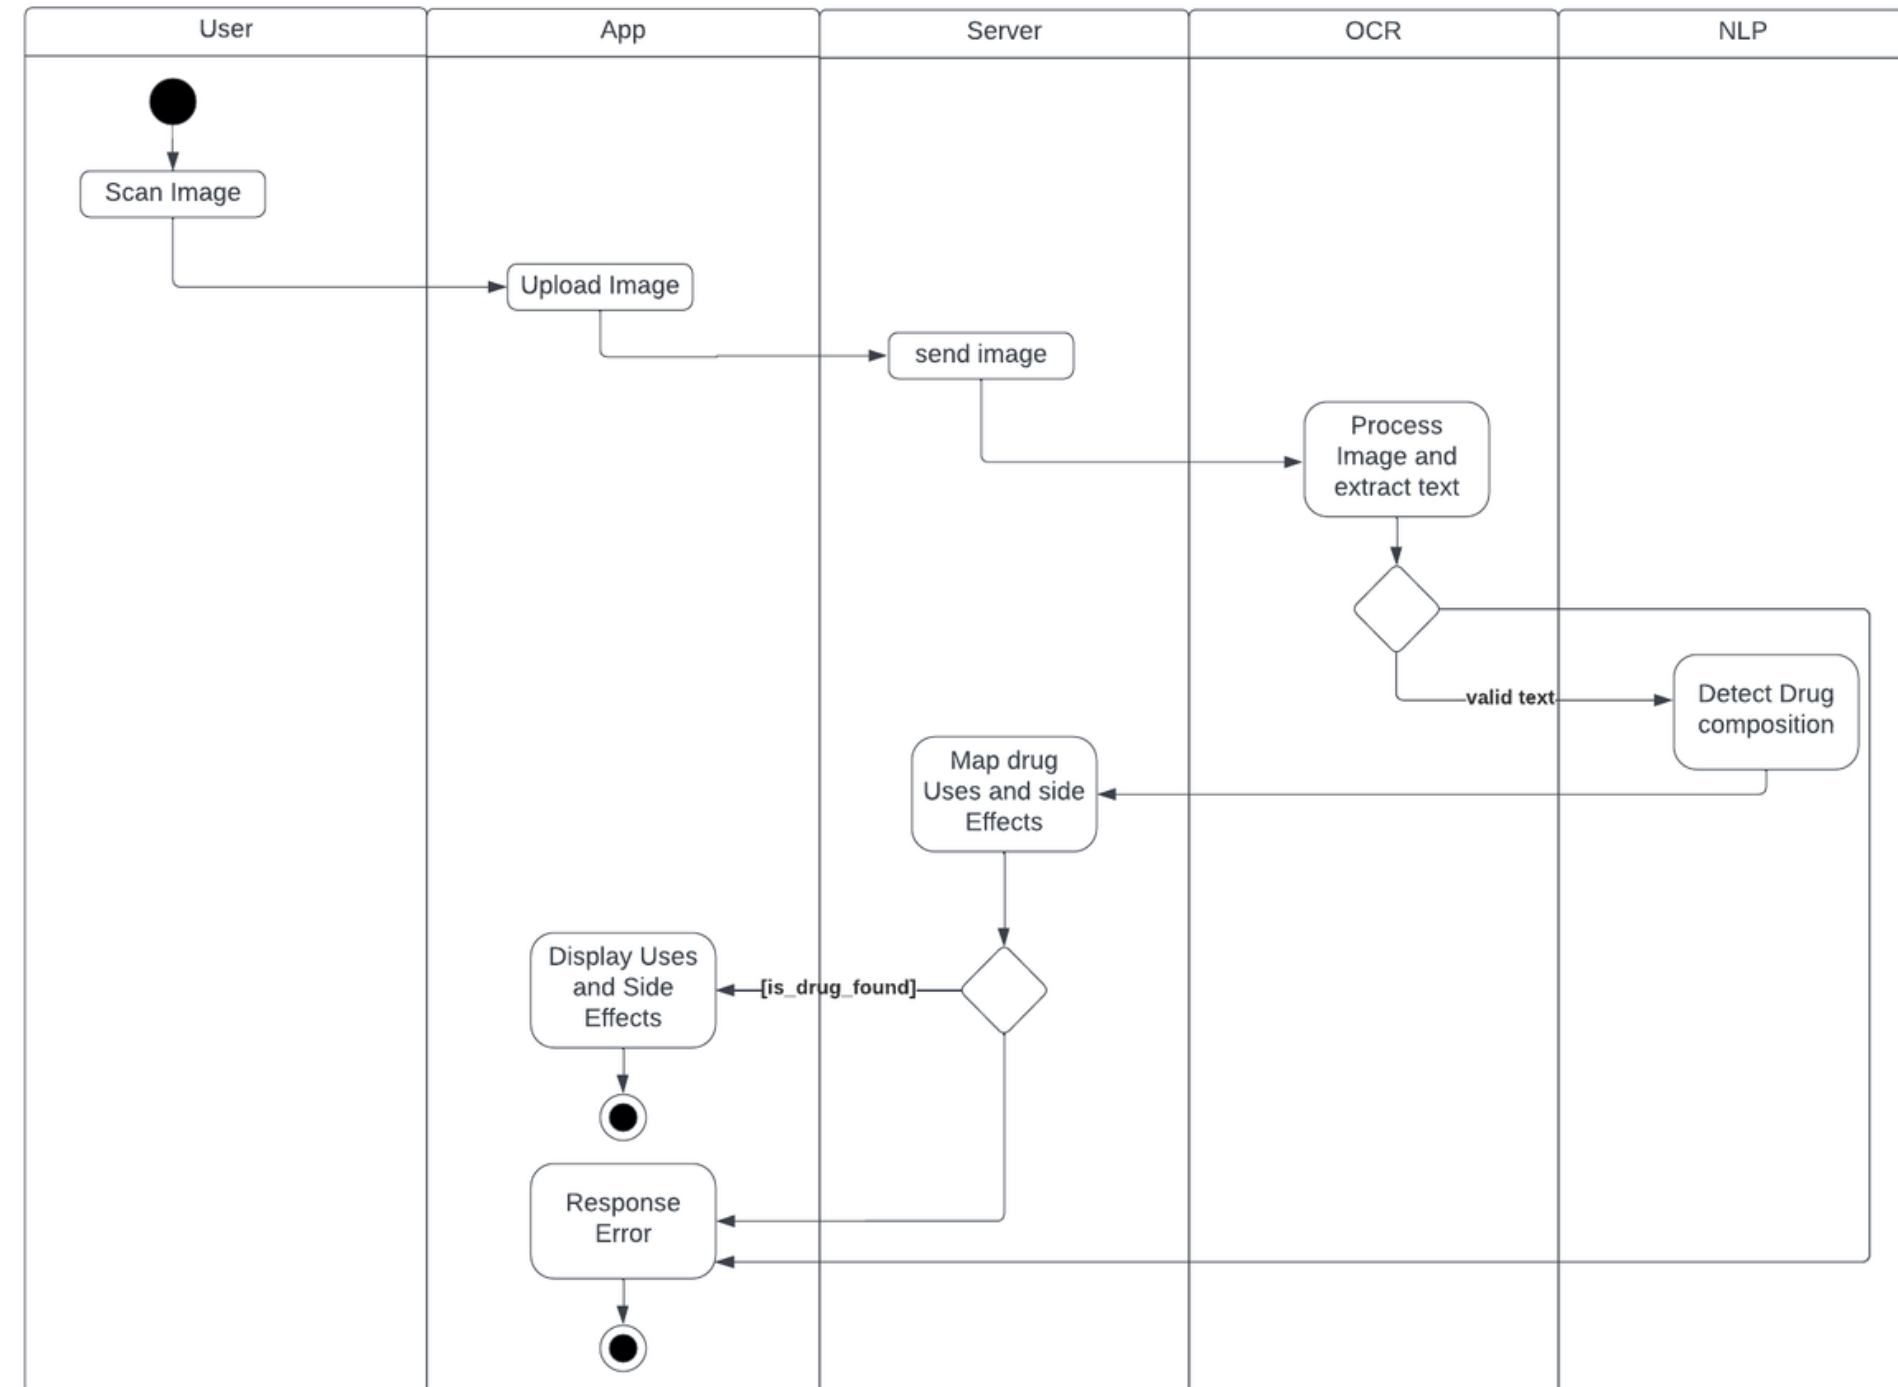 User
App
Server
OCR
NLP
Scan Image
Upload Image
send image
Process
Image and
extract text
valid text
Detect Drug
composition
Map drug
Uses and side
Effects
[is_drug_found]
Display Uses
and Side
Effects
Response
Error